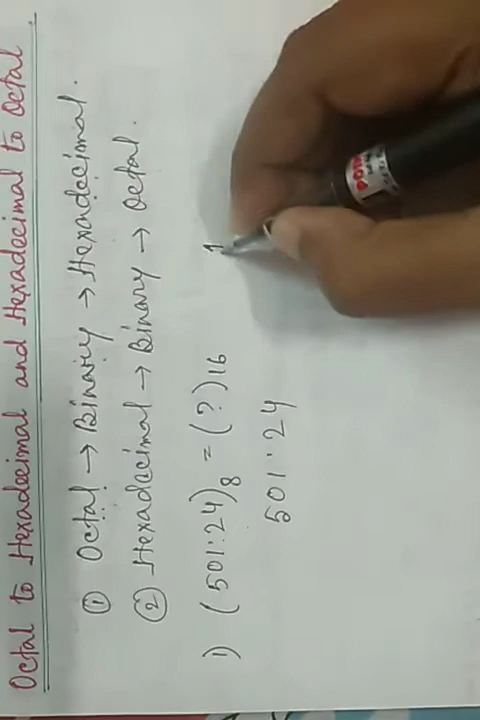 Octal to Hexadecimal and Hexadecimal to Octal
① Octal → Binary → Hexadecimal.
② Hexadecimal → Binary → Octal.
1) (501.24)₈ = (?)₁₆
501.24
1